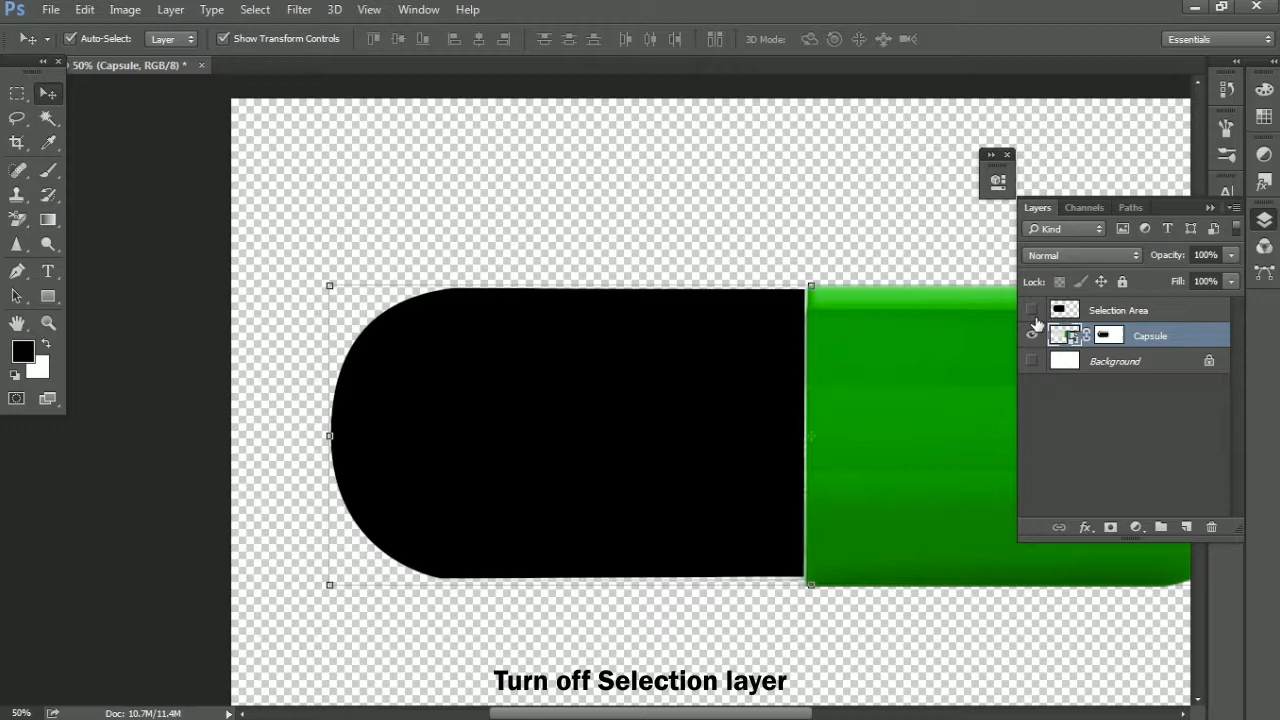 Ps File Edit Image Layer Type Select Filter 3D View Window Help
Auto-Select: Layer Show Transform Controls 3D Mode: Essentials
50% (Capsule, RGB/8) *
Layers Channels Paths
Kind
Normal Opacity: 100%
Lock: Fill: 100%
Selection Area
Capsule
Background
fx
Turn off Selection layer
50% Doc: 10.7M/11.4M